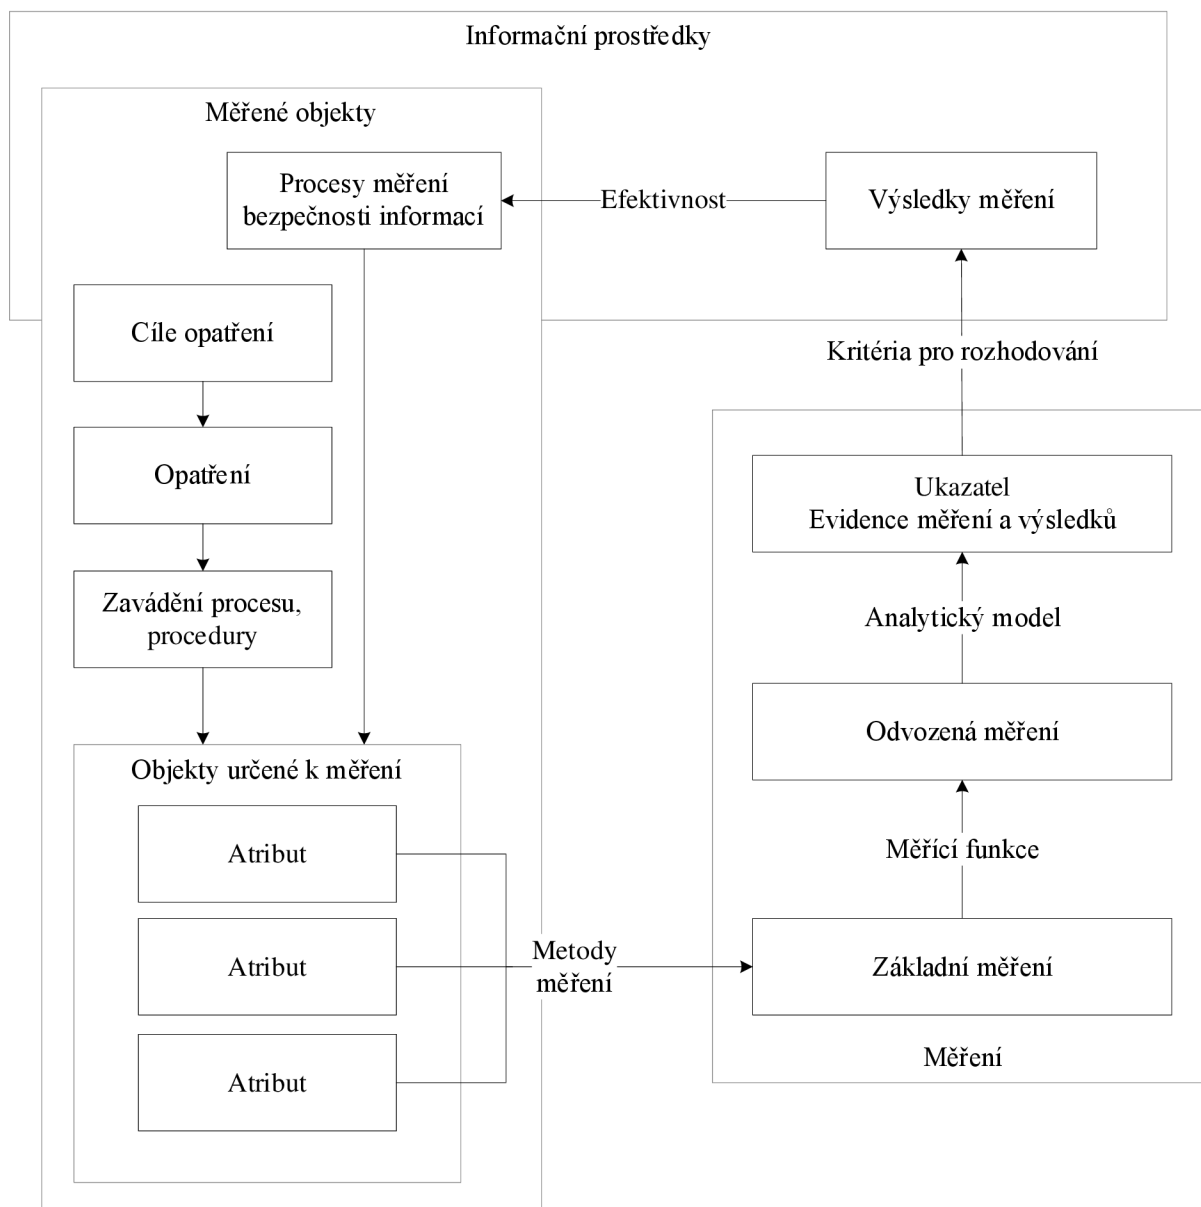 Informační prostředky
Měřené objekty
Procesy měření
bezpečnosti informací
Efektivnost
Výsledky měření
Cíle opatření
Kritéria pro rozhodování
Opatření
Ukazatel
Evidence měření a výsledků
Zavádění procesu,
procedury
Analytický model
Odvozená měření
Objekty určené k měření
Atribut
Měřící funkce
Atribut
Metody
měření
Základní měření
Atribut
Měření